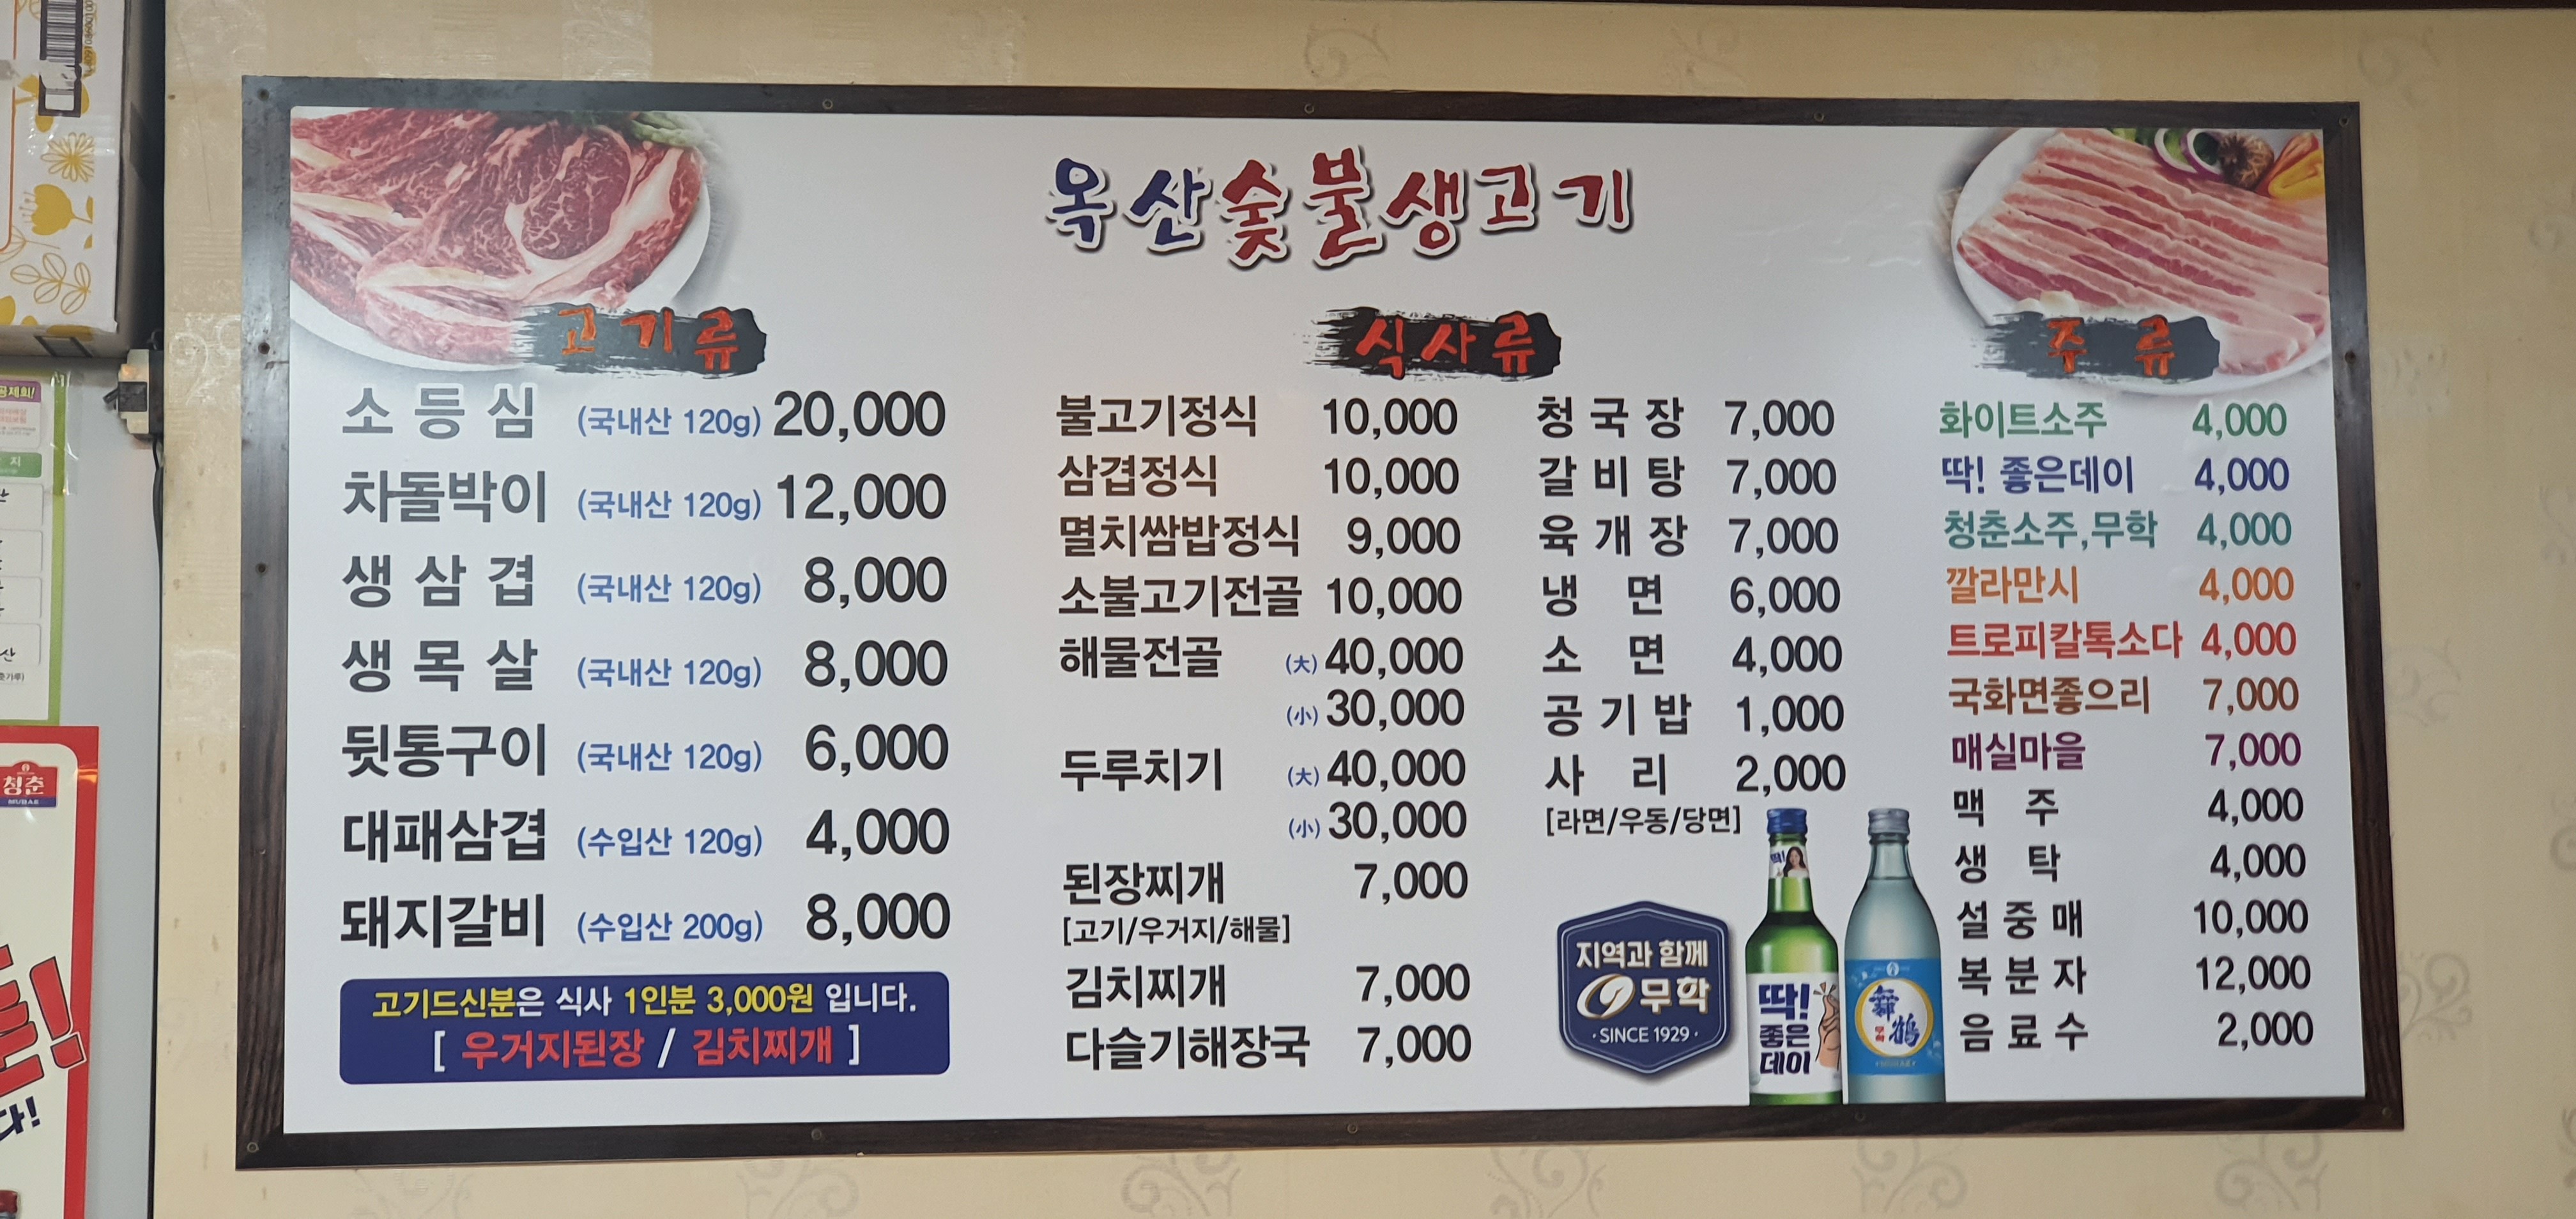 옥산숯불생고기
고기류
소등심 (국내산 120g) 20,000
차돌박이 (국내산 120g) 12,000
생삼겹 (국내산 120g) 8,000
생목살 (국내산 120g) 8,000
뒷통구이 (국내산 120g) 6,000
대패삼겹 (수입산 120g) 4,000
돼지갈비 (수입산 200g) 8,000
고기드신분은 식사 1인분 3,000원 입니다.
[ 우거지된장 / 김치찌개 ]
식사류
불고기정식 10,000
삼겹정식 10,000
멸치쌈밥정식 9,000
소불고기전골 10,000
해물전골 (大) 40,000
(小) 30,000
두루치기 (大) 40,000
(小) 30,000
된장찌개 7,000
[고기/우거지/해물]
김치찌개 7,000
다슬기해장국 7,000
청국장 7,000
갈비탕 7,000
육개장 7,000
냉면 6,000
소면 4,000
공기밥 1,000
사리 2,000
[라면/우동/당면]
지역과 함께
무학
·SINCE 1929·
딱!
딱!
좋은
데이
舞
鶴
무학
주류
화이트소주 4,000
딱! 좋은데이 4,000
청춘소주,무학 4,000
깔라만시 4,000
트로피칼톡소다 4,000
국화면좋으리 7,000
매실마을 7,000
맥주 4,000
생탁 4,000
설중매 10,000
복분자 12,000
음료수 2,000
청춘